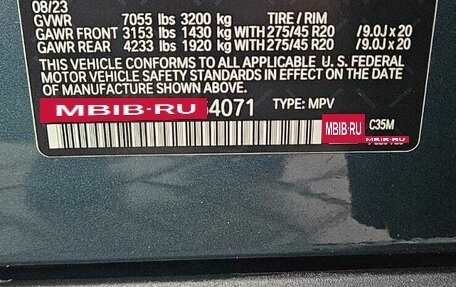 08/23
GVWR 7055 lbs 3200 kg TIRE / RIM
GAWR FRONT 3153 lbs 1430 kg WITH 275/45 R20 / 9.0J x 20
GAWR REAR 4233 lbs 1920 kg WITH 275/45 R20 / 9.0J x 20
THIS VEHICLE CONFORMS TO ALL APPLICABLE U. S. FEDERAL
MOTOR VEHICLE SAFETY STANDARDS IN EFFECT ON THE DATE
OF MANUFACTURE SHOWN ABOVE.
MBIB·RU 4071 TYPE: MPV
MBIB·RU C35M
MBIB·RU